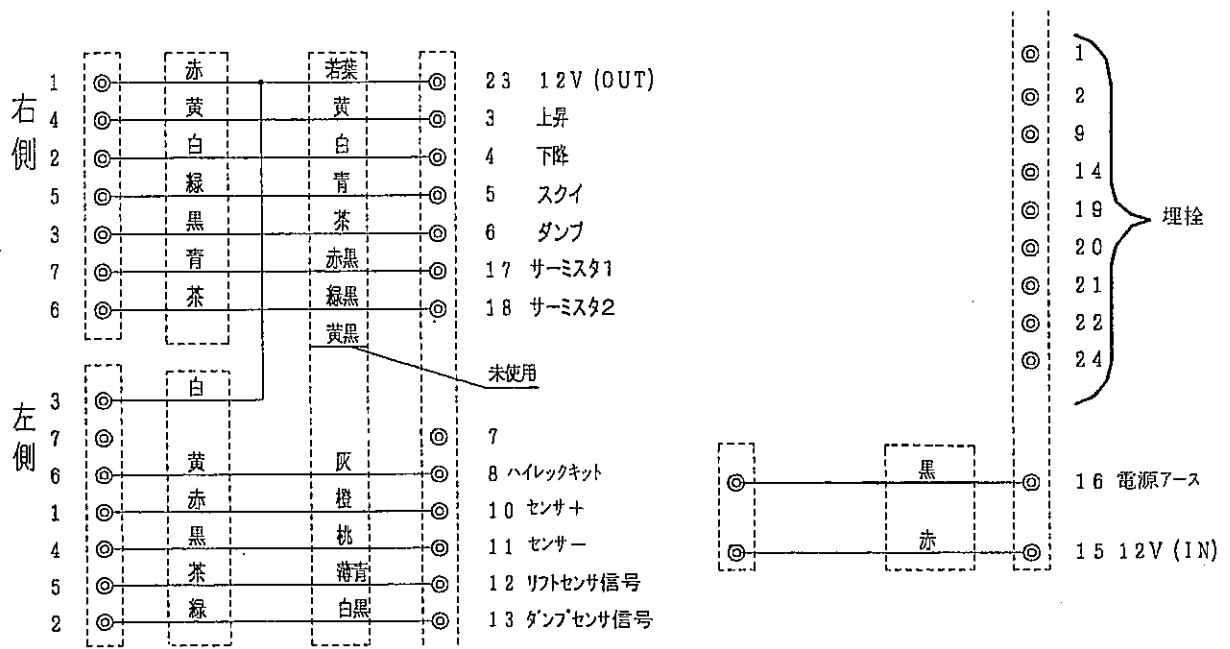 右側
1 赤 若葉 23 12V (OUT)
4 黄 黄 3 上昇
2 白 白 4 下降
5 緑 青 5 スクイ
3 黒 茶 6 ダンプ
7 青 赤黒 17 サーミスタ1
6 茶 緑黒 18 サーミスタ2
黄黒
未使用
左側
3 白
7 7
6 黄 灰 8 ハイレックキット
1 赤 橙 10 センサ+
4 黒 桃 11 センサー
5 茶 薄青 12 リフトセンサ信号
2 緑 白黒 13 ダンプセンサ信号
1
2
9
14
19
20
21
22
24
埋拴
黒 16 電源アース
赤 15 12V (IN)